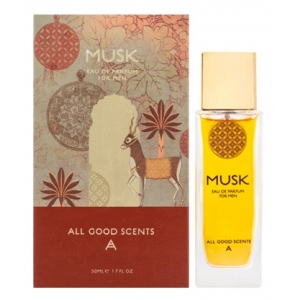 MUSK
EAU DE PARFUM
FOR MEN
ALL GOOD SCENTS
A
50ML | 1.7 FL OZ
MUSK
EAU DE PARFUM
FOR MEN
ALL GOOD SCENTS
A